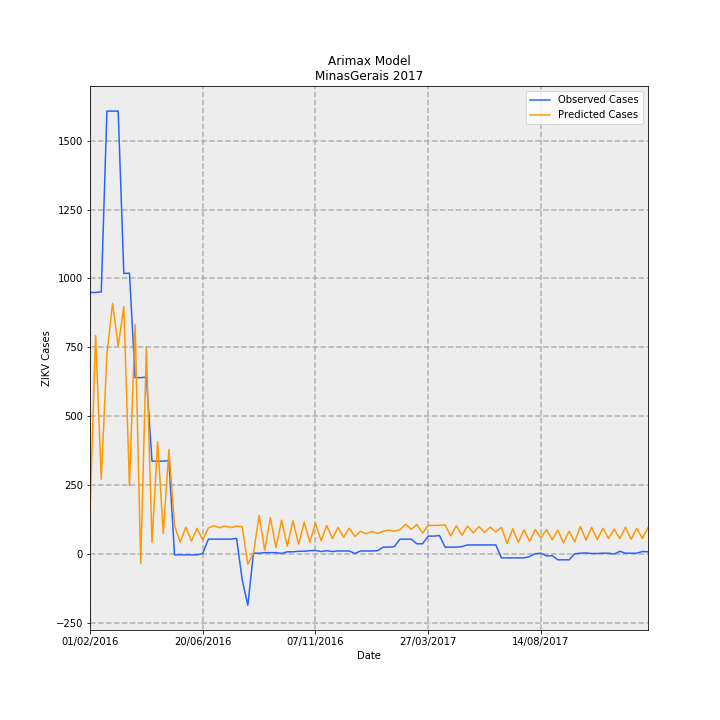 Arimax Model
MinasGerais 2017
Observed Cases
Predicted Cases
1500
1250
1000
750
500
250
0
−250
ZIKV Cases
01/02/2016
20/06/2016
07/11/2016
27/03/2017
14/08/2017
Date